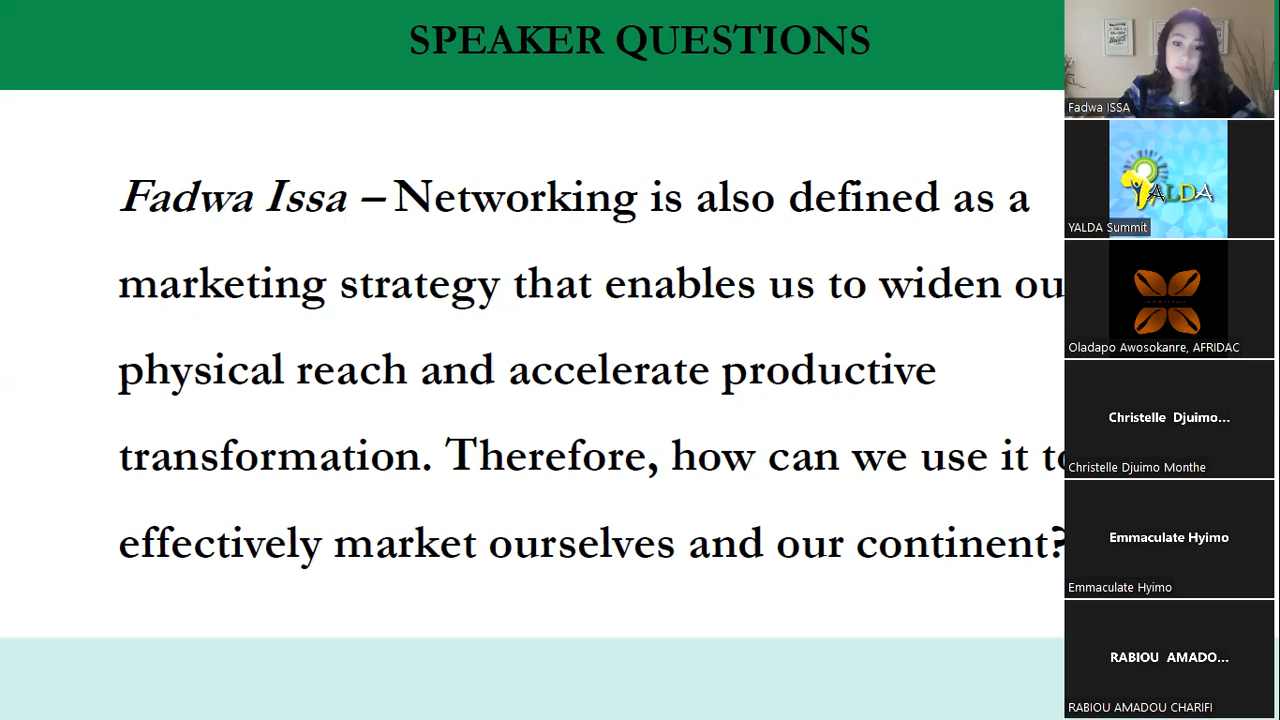 SPEAKER QUESTIONS
Fadwa Issa – Networking is also defined as a
marketing strategy that enables us to widen ou
physical reach and accelerate productive
transformation. Therefore, how can we use it to
effectively market ourselves and our continent?
Fadwa ISSA
YALDA
YALDA Summit
Oladapo Awosokanre, AFRIDAC
Christelle Djuimo...
Christelle Djuimo Monthe
Emmaculate Hyimo
Emmaculate Hyimo
RABIOU AMADO...
RABIOU AMADOU CHARIFI